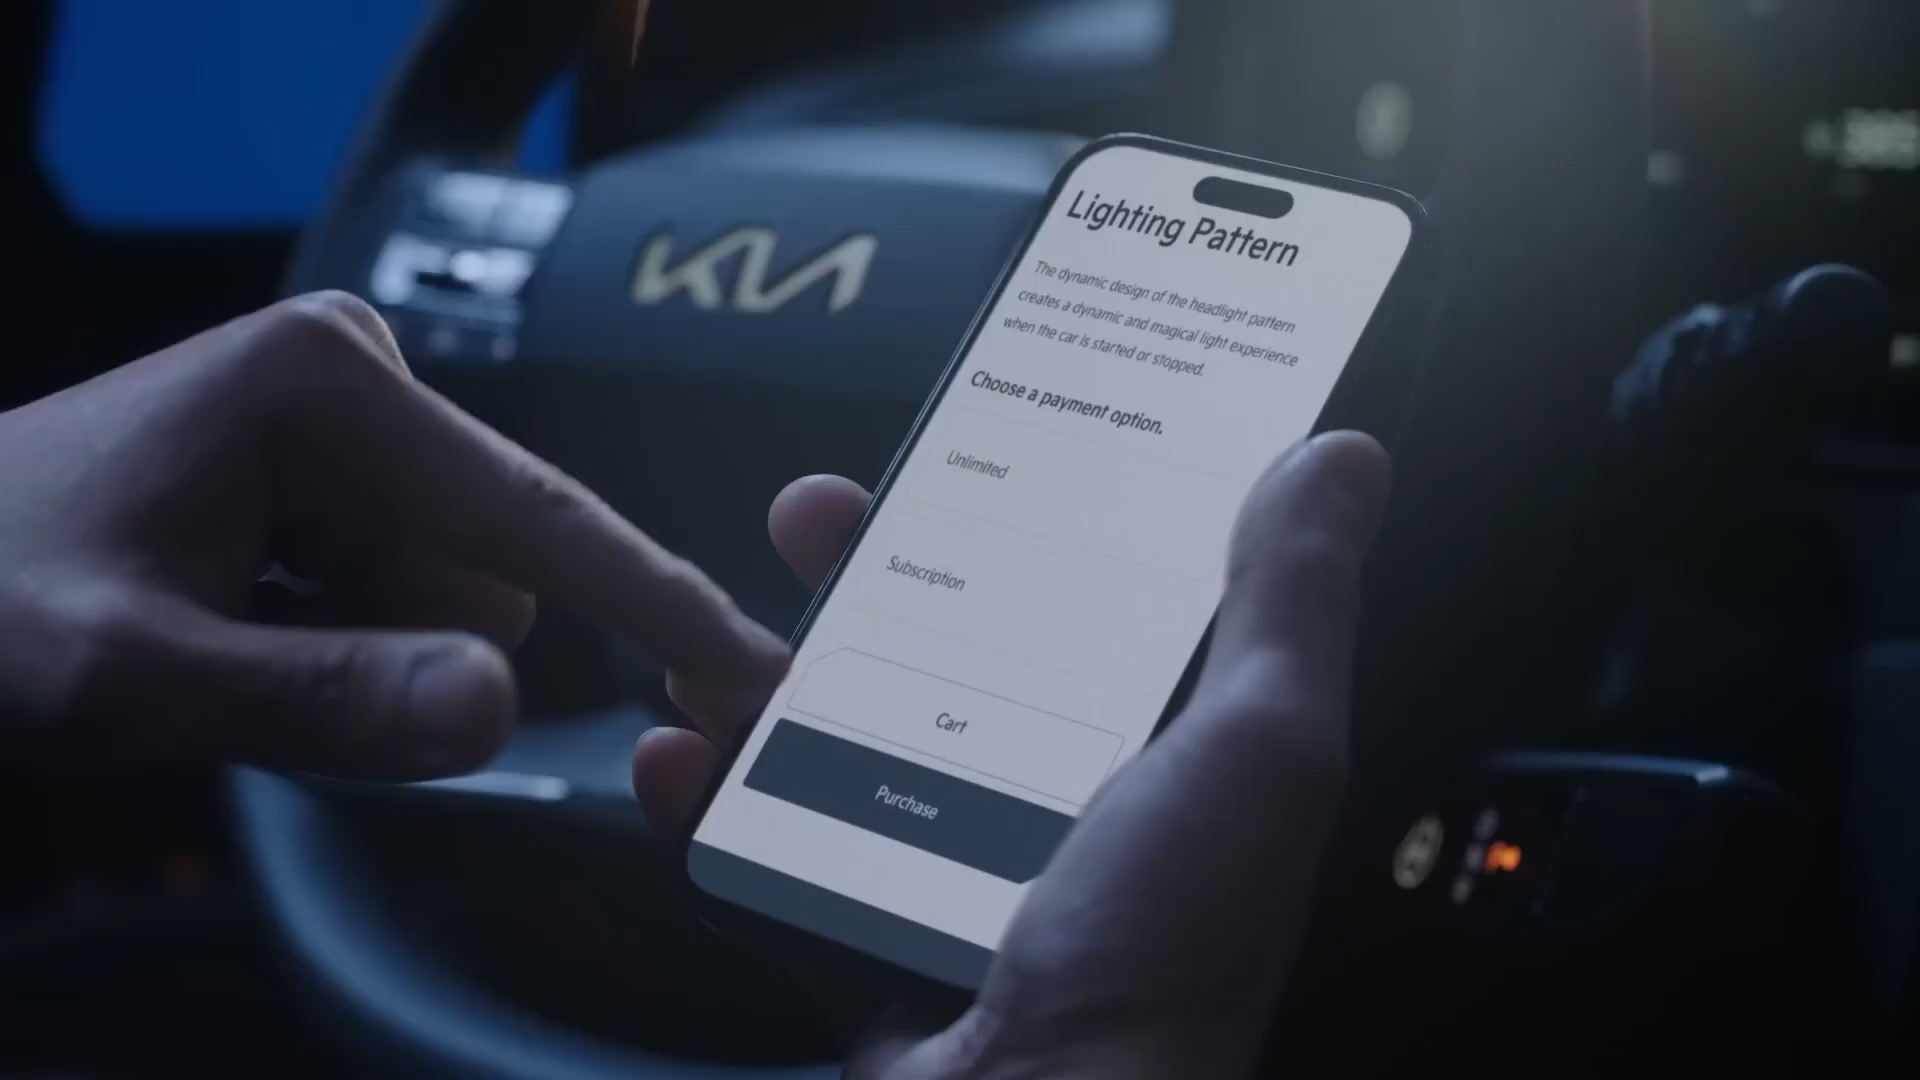 KIA
Lighting Pattern
The dynamic design of the headlight pattern
creates a dynamic and magical light experience
when the car is started or stopped.
Choose a payment option.
Unlimited
Subscription
Cart
Purchase